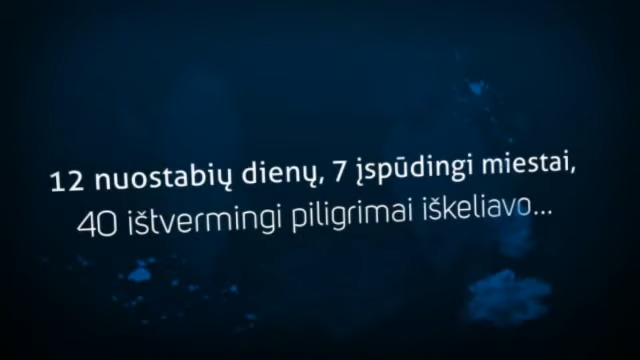 12 nuostabių dienų, 7 įspūdingi miestai,
40 ištvermingi piligrimai iškeliavo...